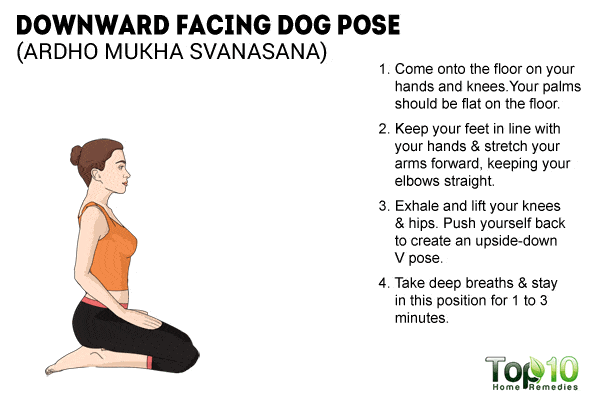 DOWNWARD FACING DOG POSE
(ARDHO MUKHA SVANASANA)
1. Come onto the floor on your
hands and knees.Your palms
should be flat on the floor.
2. Keep your feet in line with
your hands & stretch your
arms forward, keeping your
elbows straight.
3. Exhale and lift your knees
& hips. Push yourself back
to create an upside-down
V pose.
4. Take deep breaths & stay
in this position for 1 to 3
minutes.
Top10
Home Remedies